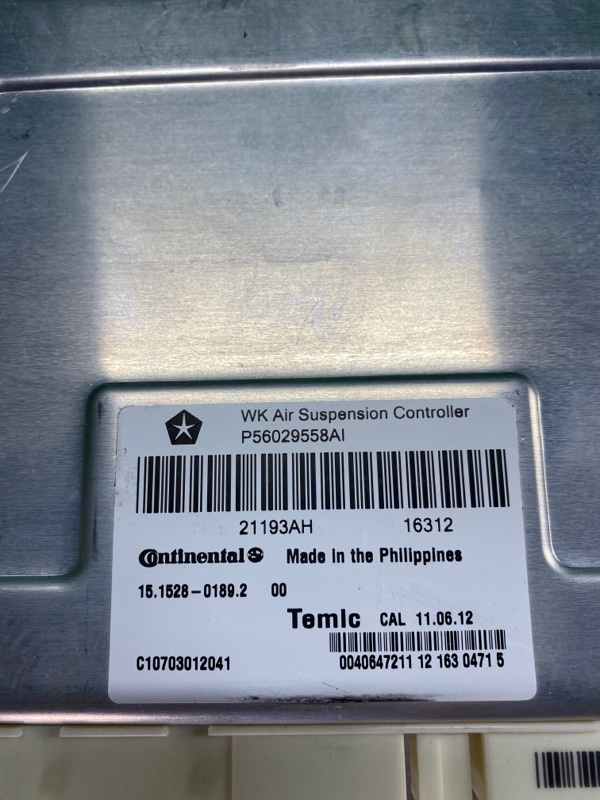 WK Air Suspension Controller
P56029558AI
21193AH 16312
Continental Made in the Philippines
15.1528-0189.2 00
Temic CAL 11.06.12
C10703012041 0040647211 12 163 0471 5